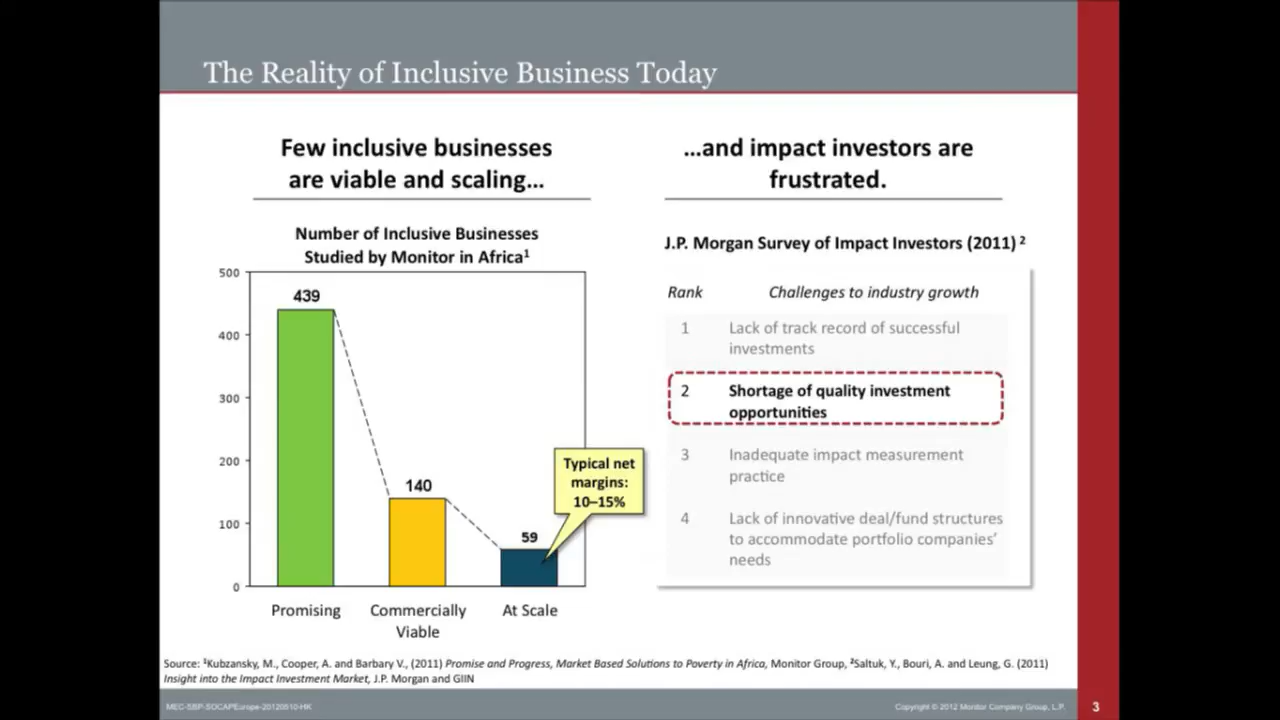 The Reality of Inclusive Business Today
Few inclusive businesses
are viable and scaling...
Number of Inclusive Businesses
Studied by Monitor in Africa¹
500
400
300
200
100
0
439
140
59
Typical net
margins:
10–15%
Promising
Commercially
Viable
At Scale
...and impact investors are
frustrated.
J.P. Morgan Survey of Impact Investors (2011) ²
Rank Challenges to industry growth
1 Lack of track record of successful
investments
2 Shortage of quality investment
opportunities
3 Inadequate impact measurement
practice
4 Lack of innovative deal/fund structures
to accommodate portfolio companies’
needs
Source: ¹Kubzansky, M., Cooper, A. and Barbary V., (2011) Promise and Progress, Market Based Solutions to Poverty in Africa, Monitor Group, ²Saltuk, Y., Bouri, A. and Leung, G. (2011)
Insight into the Impact Investment Market, J.P. Morgan and GIIN
MEC-SBP-SOCAPEurope-20120510-HK
Copyright © 2012 Monitor Company Group, L.P.
3